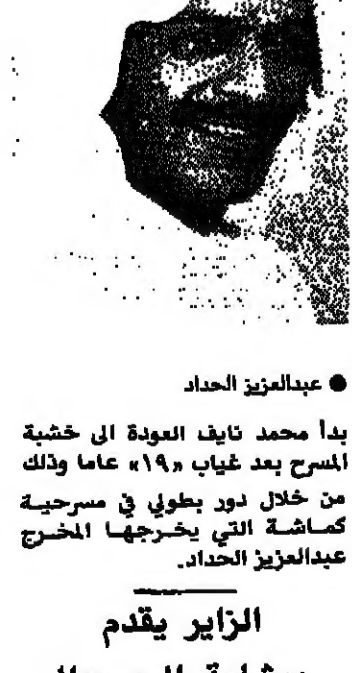 ● عبدالعزيز الحداد
بدأ محمد تايف العودة الى خشبة
المسرح بعد غياب «١٩» عاما وذلك
من خلال دور بطولي في مسرحية
كماشة التي يخرجها المخرج
عبدالعزيز الحداد.
الزاير يقدم